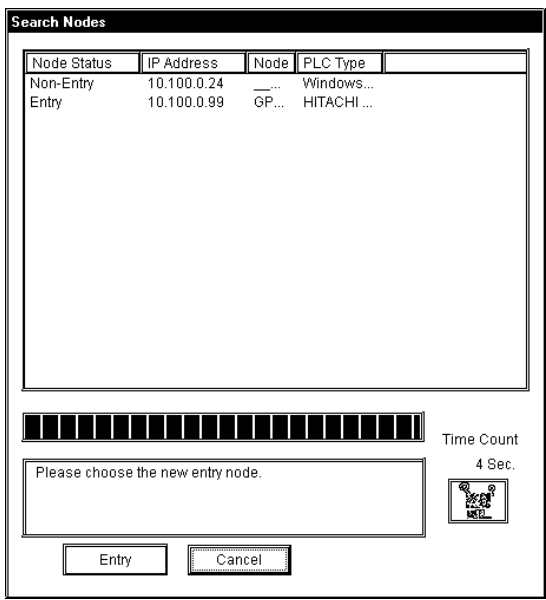 Search Nodes
Node Status IP Address Node PLC Type
Non-Entry 10.100.0.24 __... Windows...
Entry 10.100.0.99 GP... HITACHI ...
Time Count
4 Sec.
Please choose the new entry node.
Entry Cancel